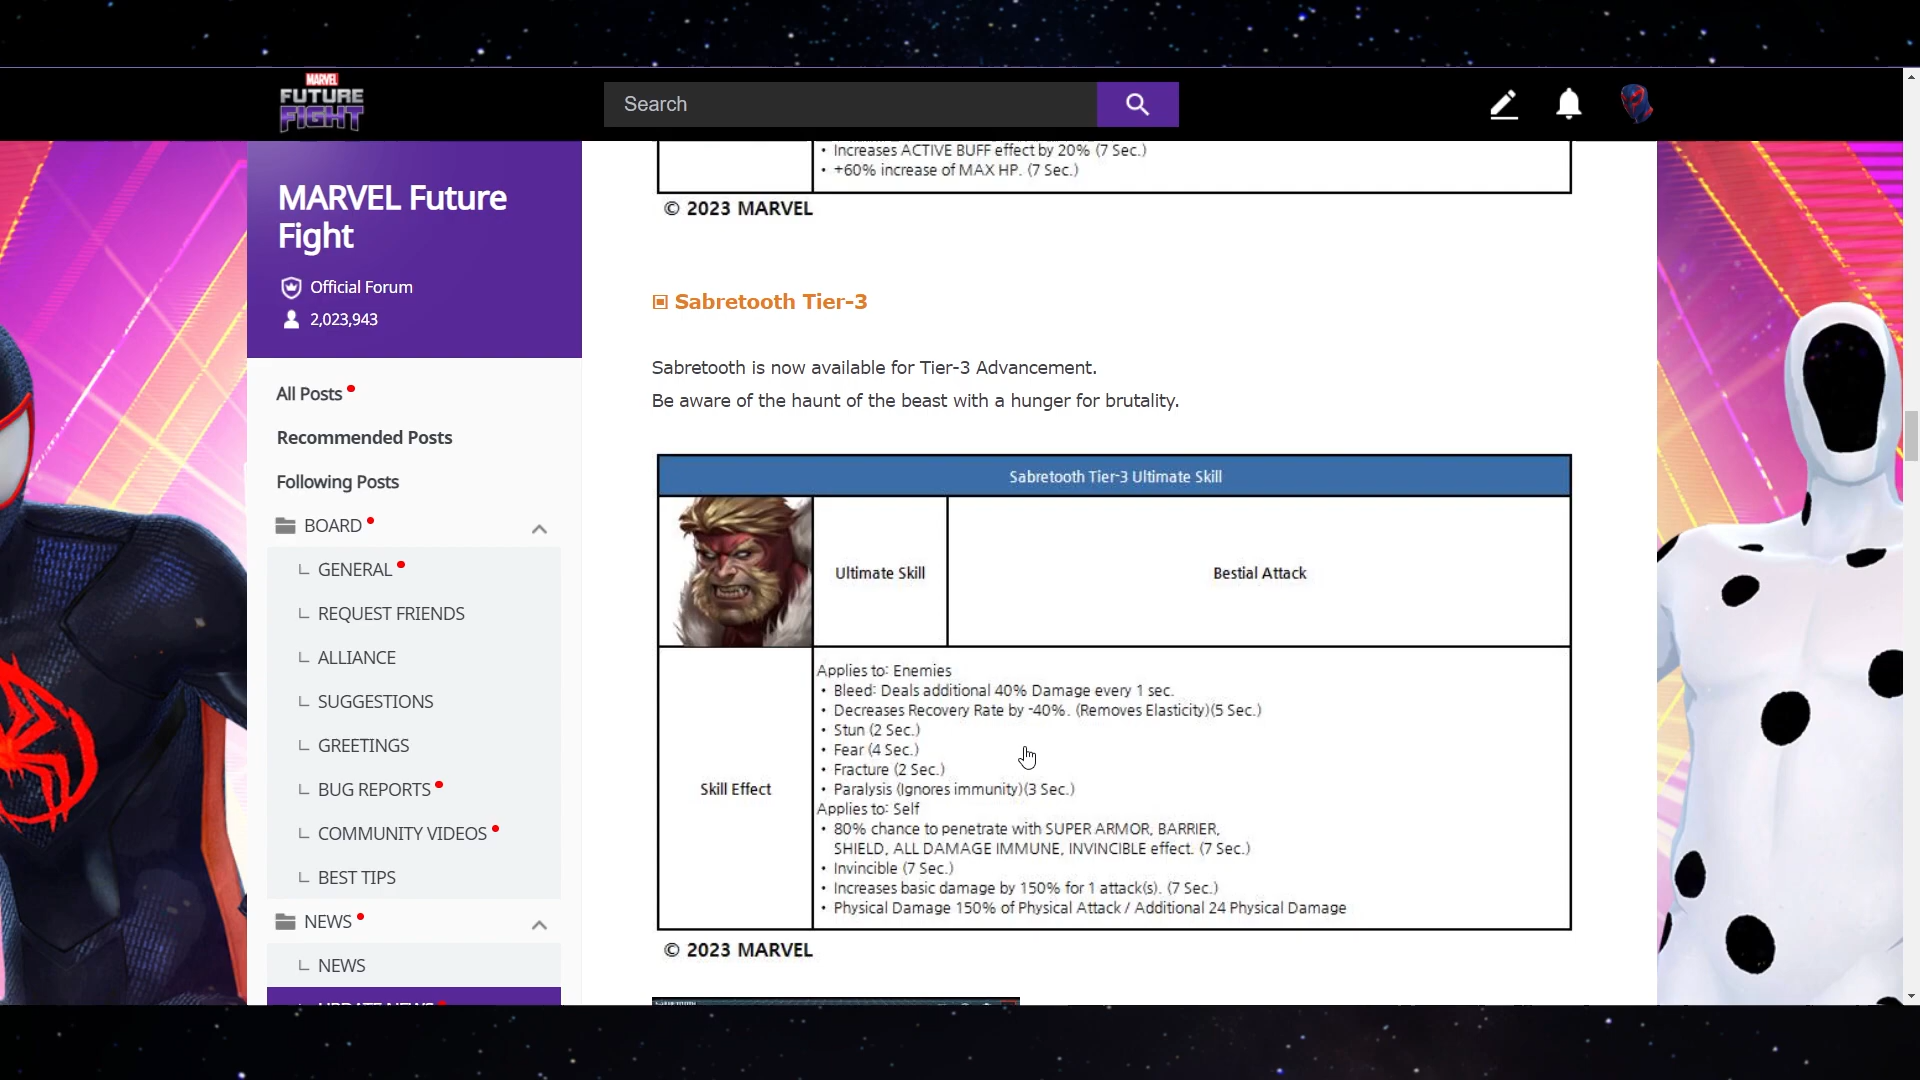 MARVEL
FUTURE
FIGHT
Search
MARVEL Future
Fight
Official Forum
2,023,943
All Posts
Recommended Posts
Following Posts
BOARD
GENERAL
REQUEST FRIENDS
ALLIANCE
SUGGESTIONS
GREETINGS
BUG REPORTS
COMMUNITY VIDEOS
BEST TIPS
NEWS
NEWS
UPDATE NEWS
• Increases ACTIVE BUFF effect by 20% (7 Sec.)
• +60% increase of MAX HP. (7 Sec.)
© 2023 MARVEL
Sabretooth Tier-3
Sabretooth is now available for Tier-3 Advancement.
Be aware of the haunt of the beast with a hunger for brutality.
Sabretooth Tier-3 Ultimate Skill
Ultimate Skill
Bestial Attack
Skill Effect
Applies to: Enemies
• Bleed: Deals additional 40% Damage every 1 sec.
• Decreases Recovery Rate by -40%. (Removes Elasticity)(5 Sec.)
• Stun (2 Sec.)
• Fear (4 Sec.)
• Fracture (2 Sec.)
• Paralysis (Ignores immunity)(3 Sec.)
Applies to: Self
• 80% chance to penetrate with SUPER ARMOR, BARRIER,
SHIELD, ALL DAMAGE IMMUNE, INVINCIBLE effect. (7 Sec.)
• Invincible (7 Sec.)
• Increases basic damage by 150% for 1 attack(s). (7 Sec.)
• Physical Damage 150% of Physical Attack / Additional 24 Physical Damage
© 2023 MARVEL